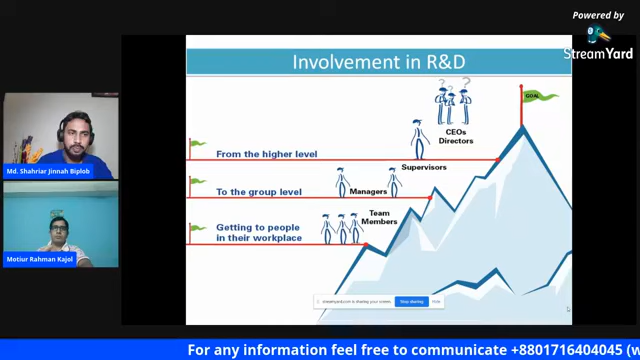 Powered by
StreamYard
Involvement in R&D
GOAL
CEOs
Directors
From the higher level
Supervisors
To the group level
Managers
Team
Members
Getting to people
in their workplace
Md. Shahriar Jinnah Biplob
Motiur Rahman Kajol
streamyard.com is sharing your screen.
Stop sharing
Hide
For any information feel free to communicate +8801716404045 (w